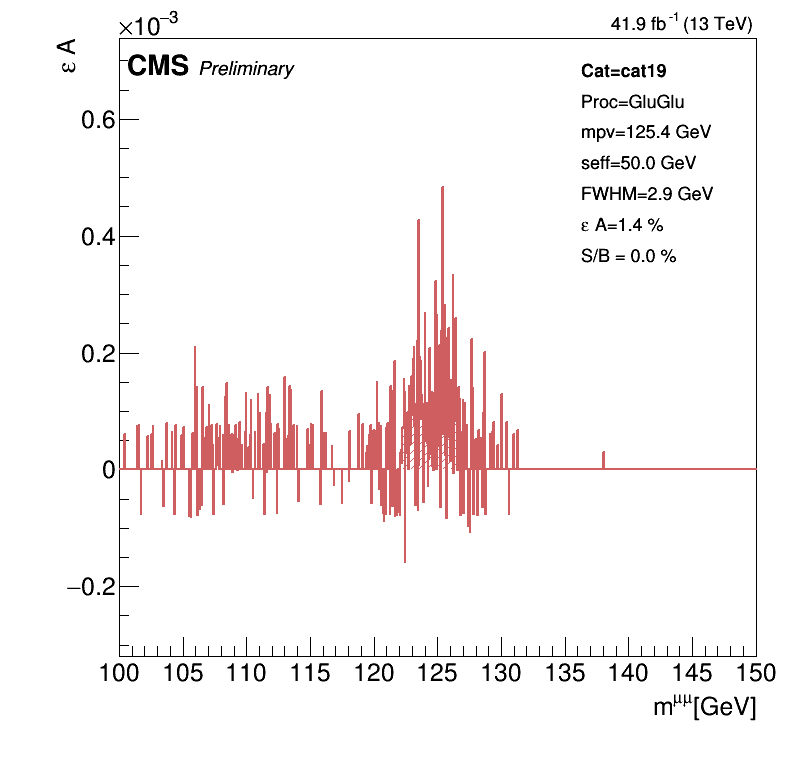 ×10⁻³
41.9 fb⁻¹ (13 TeV)
ε A
CMS Preliminary
Cat=cat19
Proc=GluGlu
mpv=125.4 GeV
seff=50.0 GeV
FWHM=2.9 GeV
ε A=1.4 %
S/B = 0.0 %
0.6
0.4
0.2
0
−0.2
100 105 110 115 120 125 130 135 140 145 150
m^μμ[GeV]